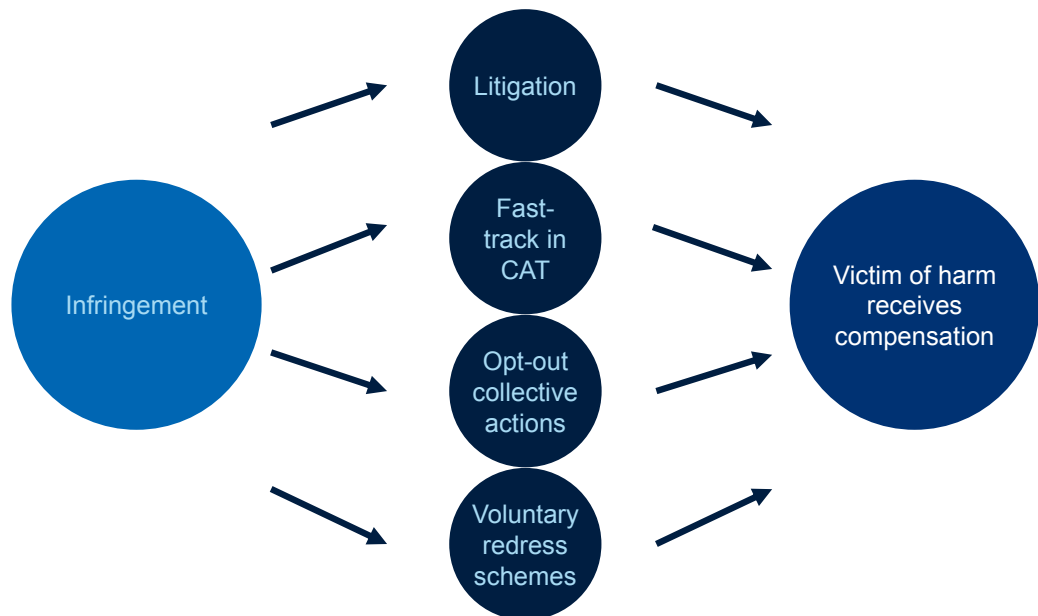 Litigation
Fast-
track in
CAT
Infringement
Victim of harm
receives
compensation
Opt-out
collective
actions
Voluntary
redress
schemes